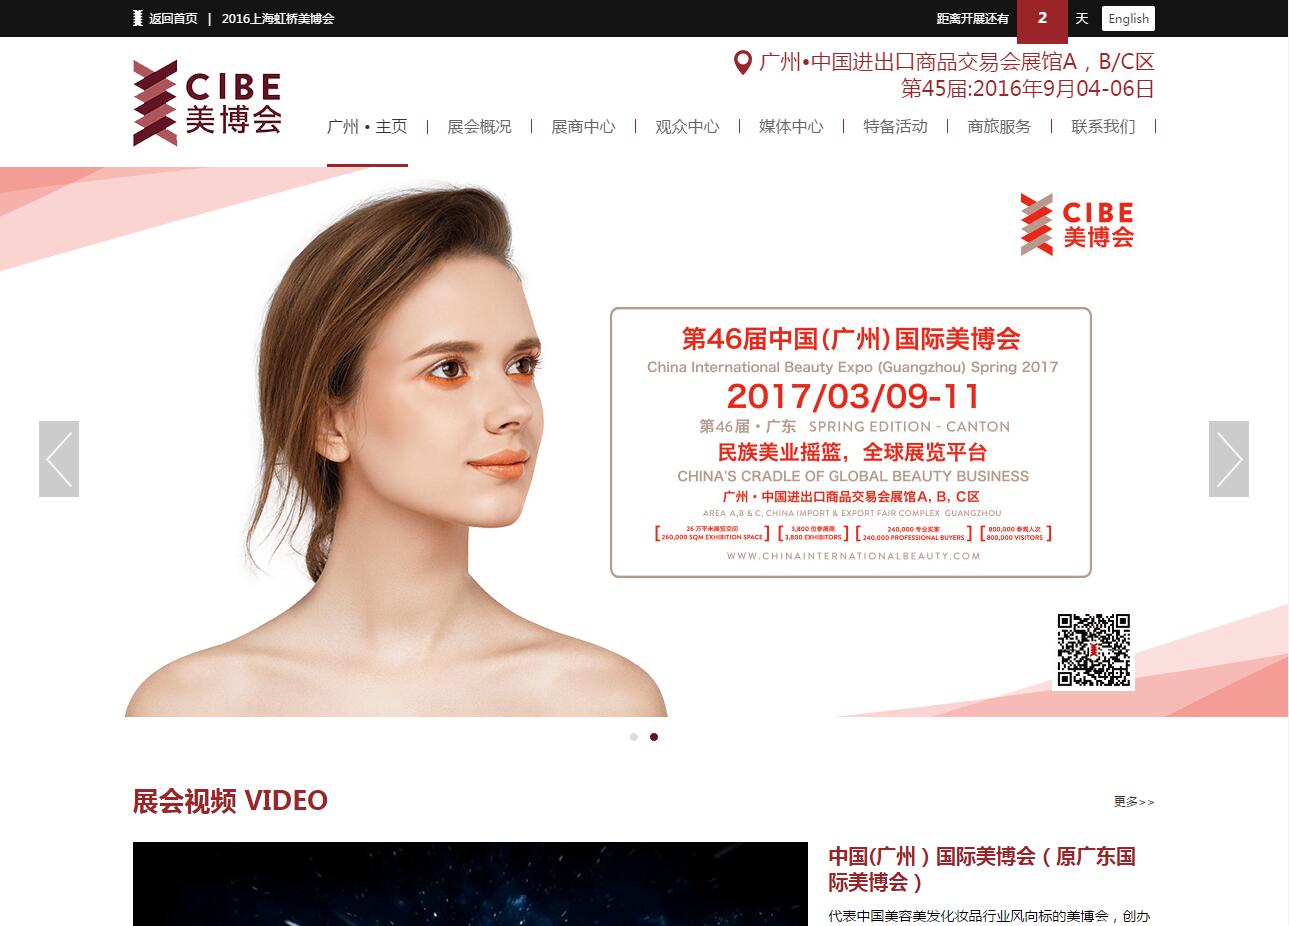 返回首页 | 2016上海虹桥美博会
距离开展还有 2 天 English
广州•中国进出口商品交易会展馆A，B/C区
第45届:2016年9月04-06日
CIBE
美博会
广州 • 主页 | 展会概况 | 展商中心 | 观众中心 | 媒体中心 | 特备活动 | 商旅服务 | 联系我们 |
CIBE
美博会
第46届中国(广州)国际美博会
China International Beauty Expo (Guangzhou) Spring 2017
2017/03/09-11
第46届 • 广东 SPRING EDITION - CANTON
民族美业摇篮，全球展览平台
CHINA'S CRADLE OF GLOBAL BEAUTY BUSINESS
广州 • 中国进出口商品交易会展馆A, B, C区
AREA A,B & C, CHINA IMPORT & EXPORT FAIR COMPLEX GUANGZHOU
26 万平米展览空间
260,000 SQM EXHIBITION SPACE
3,800 位参展商
3,800 EXHIBITORS
240,000 专业买家
240,000 PROFESSIONAL BUYERS
800,000 参观人次
800,000 VISITORS
WWW.CHINAINTERNATIONALBEAUTY.COM
展会视频 VIDEO
更多>>
中国(广州）国际美博会（原广东国
际美博会）
代表中国美容美发化妆品行业风向标的美博会，创办